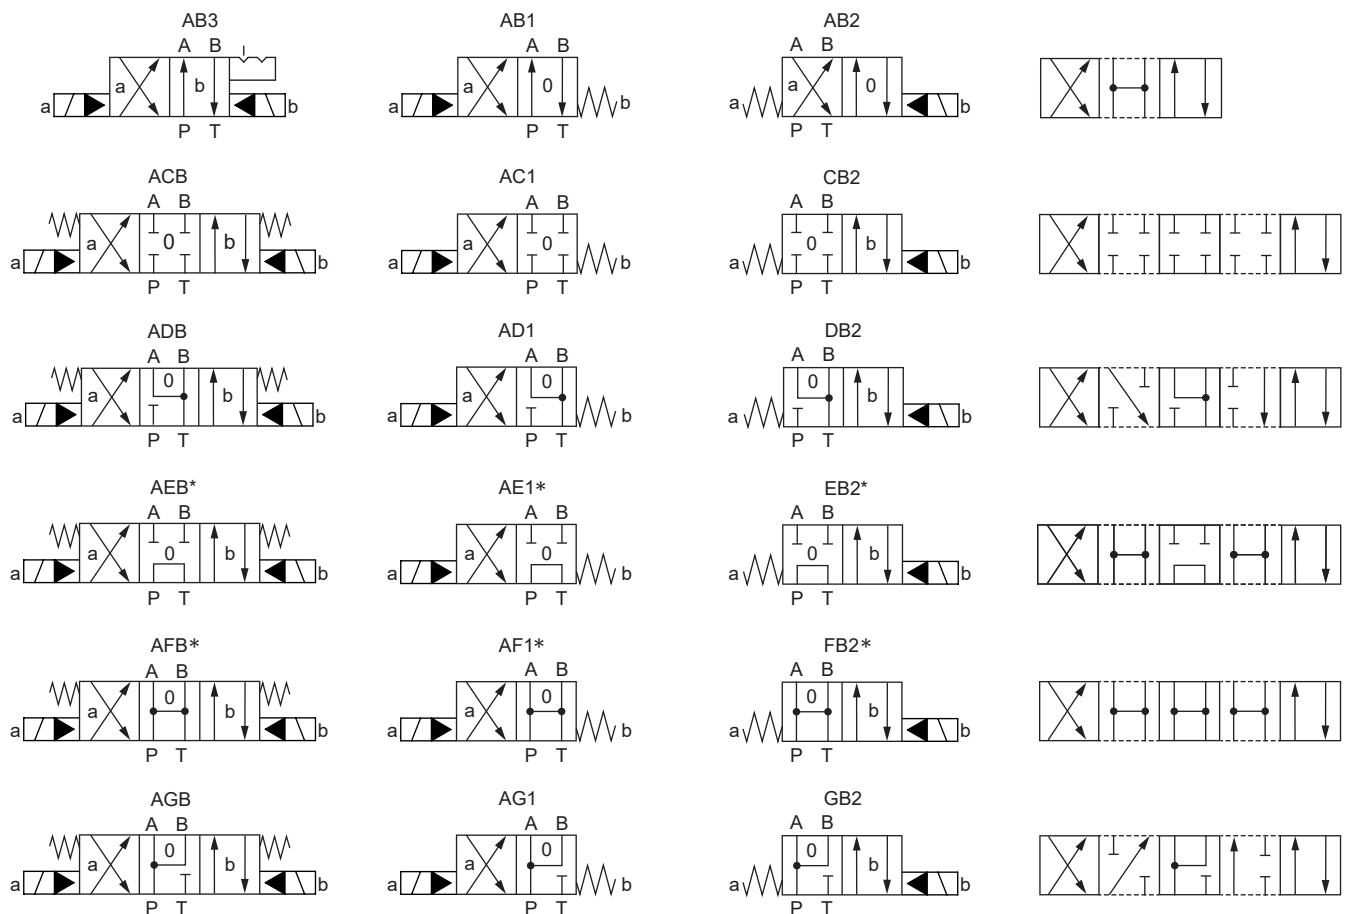 AB3 AB1 AB2
A B A B A B
a b 0 a 0
a b a b a b
P T P T P T
ACB AC1 CB2
A B A B A B
a 0 b a 0 0 b
a b a b a b
P T P T P T
ADB AD1 DB2
A B A B A B
0 0 0
a b a b
a b a b a b
P T P T P T
AEB* AE1* EB2*
A B A B A B
a 0 b a 0 0 b
a b a b a b
P T P T P T
AFB* AF1* FB2*
A B A B A B
0 0 0
a b a b
a b a b a b
P T P T P T
AGB AG1 GB2
A B A B A B
0 0 0
a b a b
a b a b a b
P T P T P T